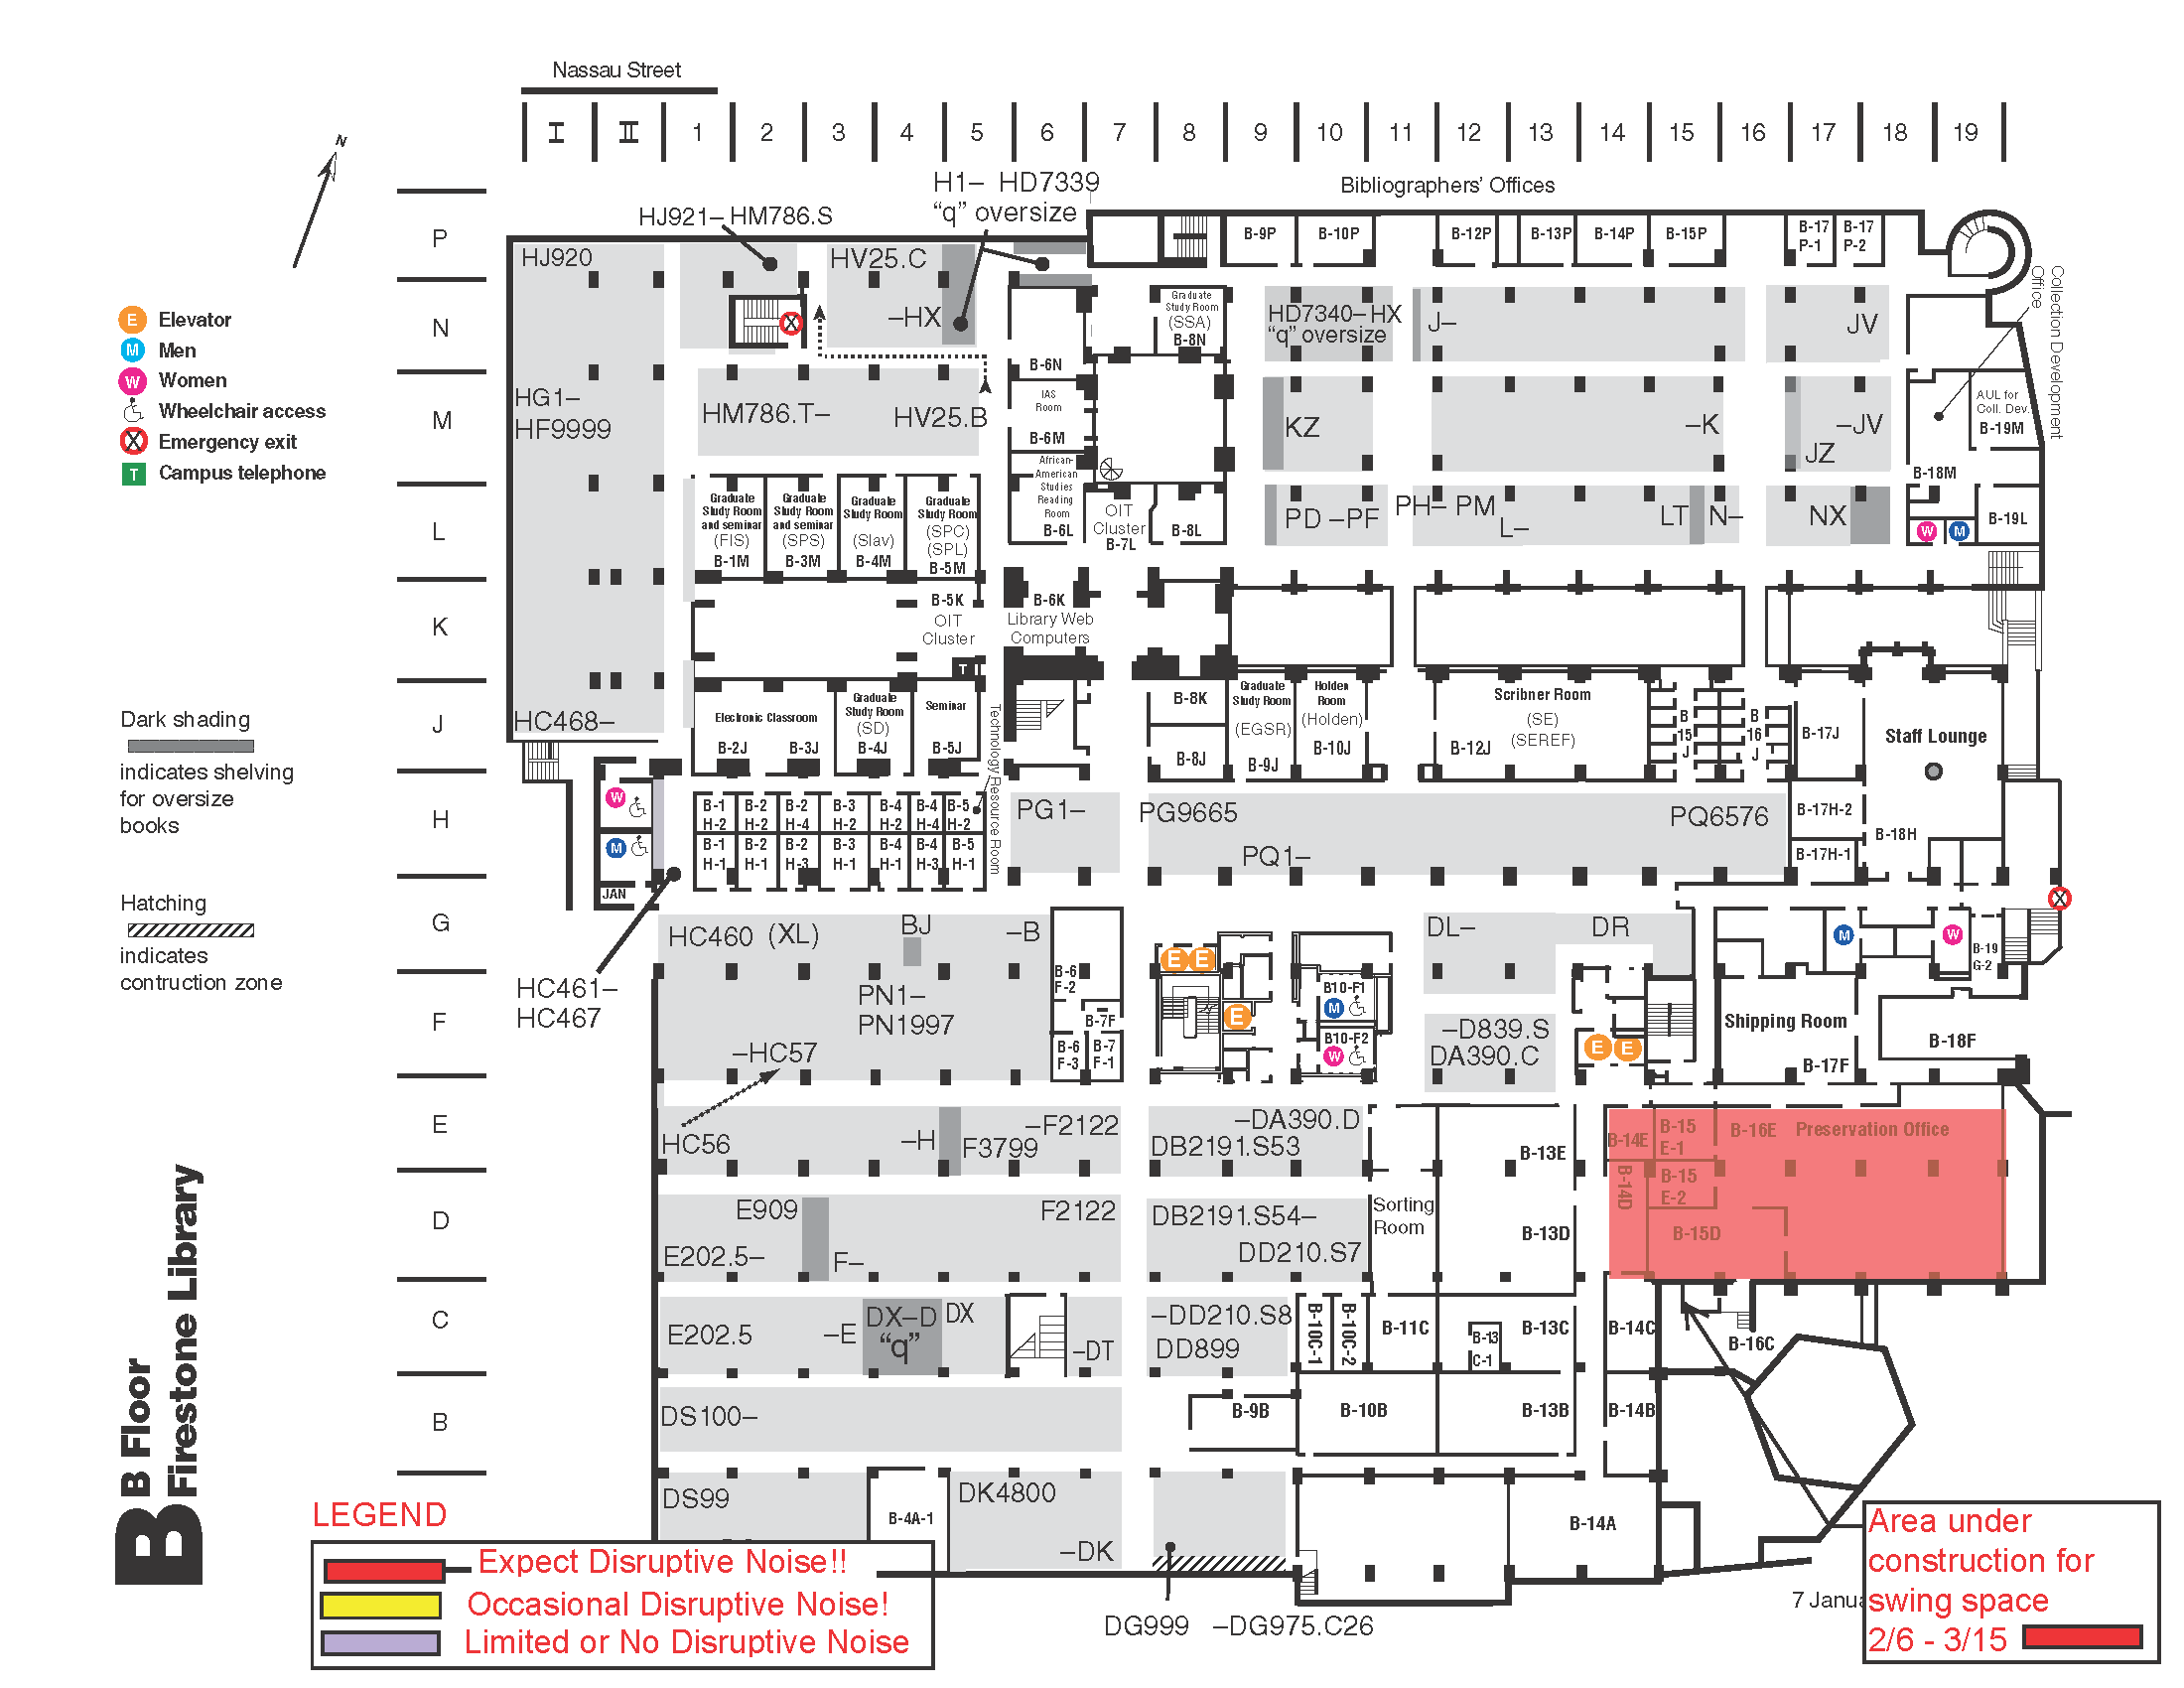 Nassau Street
I II 1 2 3 4 5 6 7 8 9 10 11 12 13 14 15 16 17 18 19
N
H1– HD7339
"q" oversize
Bibliographers' Offices
HJ921– HM786.S
P
N
M
L
K
J
H
G
F
E
D
C
B
E Elevator
M Men
W Women
Wheelchair access
X Emergency exit
T Campus telephone
Dark shading
indicates shelving
for oversize
books
Hatching
indicates
contruction zone
B B Floor
Firestone Library
HJ920
HV25.C
–HX
HG1–
HF9999
HM786.T–
HV25.B
HC468–
B-9P
B-10P
B-12P
B-13P
B-14P
B-15P
B-17
P-1
B-17
P-2
Collection Development
Office
Graduate
Study Room
(SSA)
B-8N
B-6N
IAS
Room
B-6M
African-
American
Studies
Reading
Room
B-6L
OIT
Cluster
B-7L
B-8L
HD7340–HX
"q" oversize
J–
JV
KZ
–K
–JV
JZ
PD –PF
PH– PM
L–
LT
N–
NX
AUL for
Coll. Dev.
B-19M
B-18M
B-19L
W M
Graduate
Study Room
and seminar
(FIS)
B-1M
Graduate
Study Room
and seminar
(SPS)
B-3M
Graduate
Study Room
(Slav)
B-4M
Graduate
Study Room
(SPC)
(SPL)
B-5M
B-5K
OIT
Cluster
T
B-6K
Library Web
Computers
Electronic Classroom
B-2J
B-3J
Graduate
Study Room
(SD)
B-4J
Seminar
B-5J
Technology Resource Room
B-8K
B-8J
Graduate
Study Room
(EGSR)
B-9J
Holden
Room
(Holden)
B-10J
Scribner Room
(SE)
(SEREF)
B-12J
B
15
J
B
16
J
B-17J
Staff Lounge
W
M
JAN
B-1
H-2
B-2
H-2
B-2
H-4
B-3
H-2
B-4
H-2
B-4
H-4
B-5
H-2
B-1
H-1
B-2
H-1
B-2
H-3
B-3
H-1
B-4
H-1
B-4
H-3
B-5
H-1
PG1–
PG9665
PQ1–
PQ6576
B-17H-2
B-18H
B-17H-1
X
HC461–
HC467
HC460 (XL)
BJ
–B
PN1–
PN1997
–HC57
B-6
F-2
B-7F
B-6
F-3
B-7
F-1
E E
E
B10-F1
M
B10-F2
W
DL–
DR
–D839.S
DA390.C
E E
M
W
B-19
G-2
Shipping Room
B-17F
B-18F
HC56
–H
F3799
–F2122
–DA390.D
DB2191.S53
B-13E
B-14E
B-15
E-1
B-16E
Preservation Office
B-14D
B-15
E-2
B-15D
E909
E202.5–
F–
F2122
DB2191.S54–
DD210.S7
Sorting
Room
B-13D
E202.5
–E
DX–D
"q"
DX
–DT
–DD210.S8
DD899
B-10C-1
B-10C-2
B-11C
B-13
C-1
B-13C
B-14C
B-16C
DS100–
B-9B
B-10B
B-13B
B-14B
DS99
B-4A-1
DK4800
–DK
B-14A
DG999 –DG975.C26
LEGEND
Expect Disruptive Noise!!
Occasional Disruptive Noise!
Limited or No Disruptive Noise
7 Janua
Area under
construction for
swing space
2/6 - 3/15